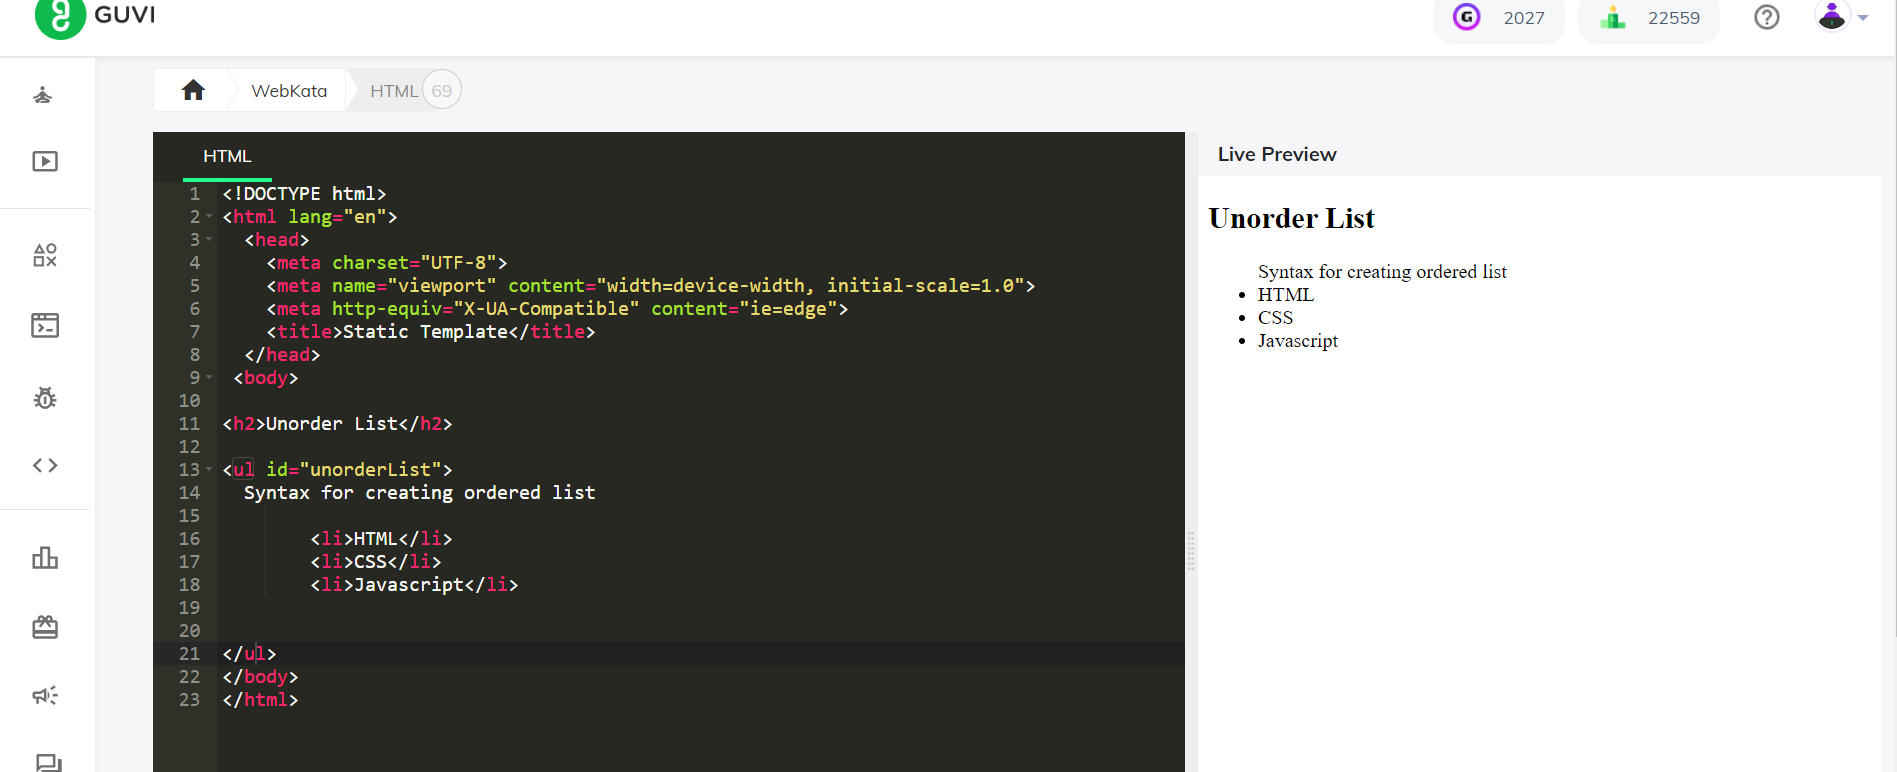 GUVI
2027
22559
WebKata
HTML
69
HTML
1 <!DOCTYPE html>
2 <html lang="en">
3 <head>
4 <meta charset="UTF-8">
5 <meta name="viewport" content="width=device-width, initial-scale=1.0">
6 <meta http-equiv="X-UA-Compatible" content="ie=edge">
7 <title>Static Template</title>
8 </head>
9 <body>
10
11 <h2>Unorder List</h2>
12
13 <ul id="unorderList">
14 Syntax for creating ordered list
15
16 <li>HTML</li>
17 <li>CSS</li>
18 <li>Javascript</li>
19
20
21 </ul>
22 </body>
23 </html>
Live Preview
Unorder List
Syntax for creating ordered list
• HTML
• CSS
• Javascript